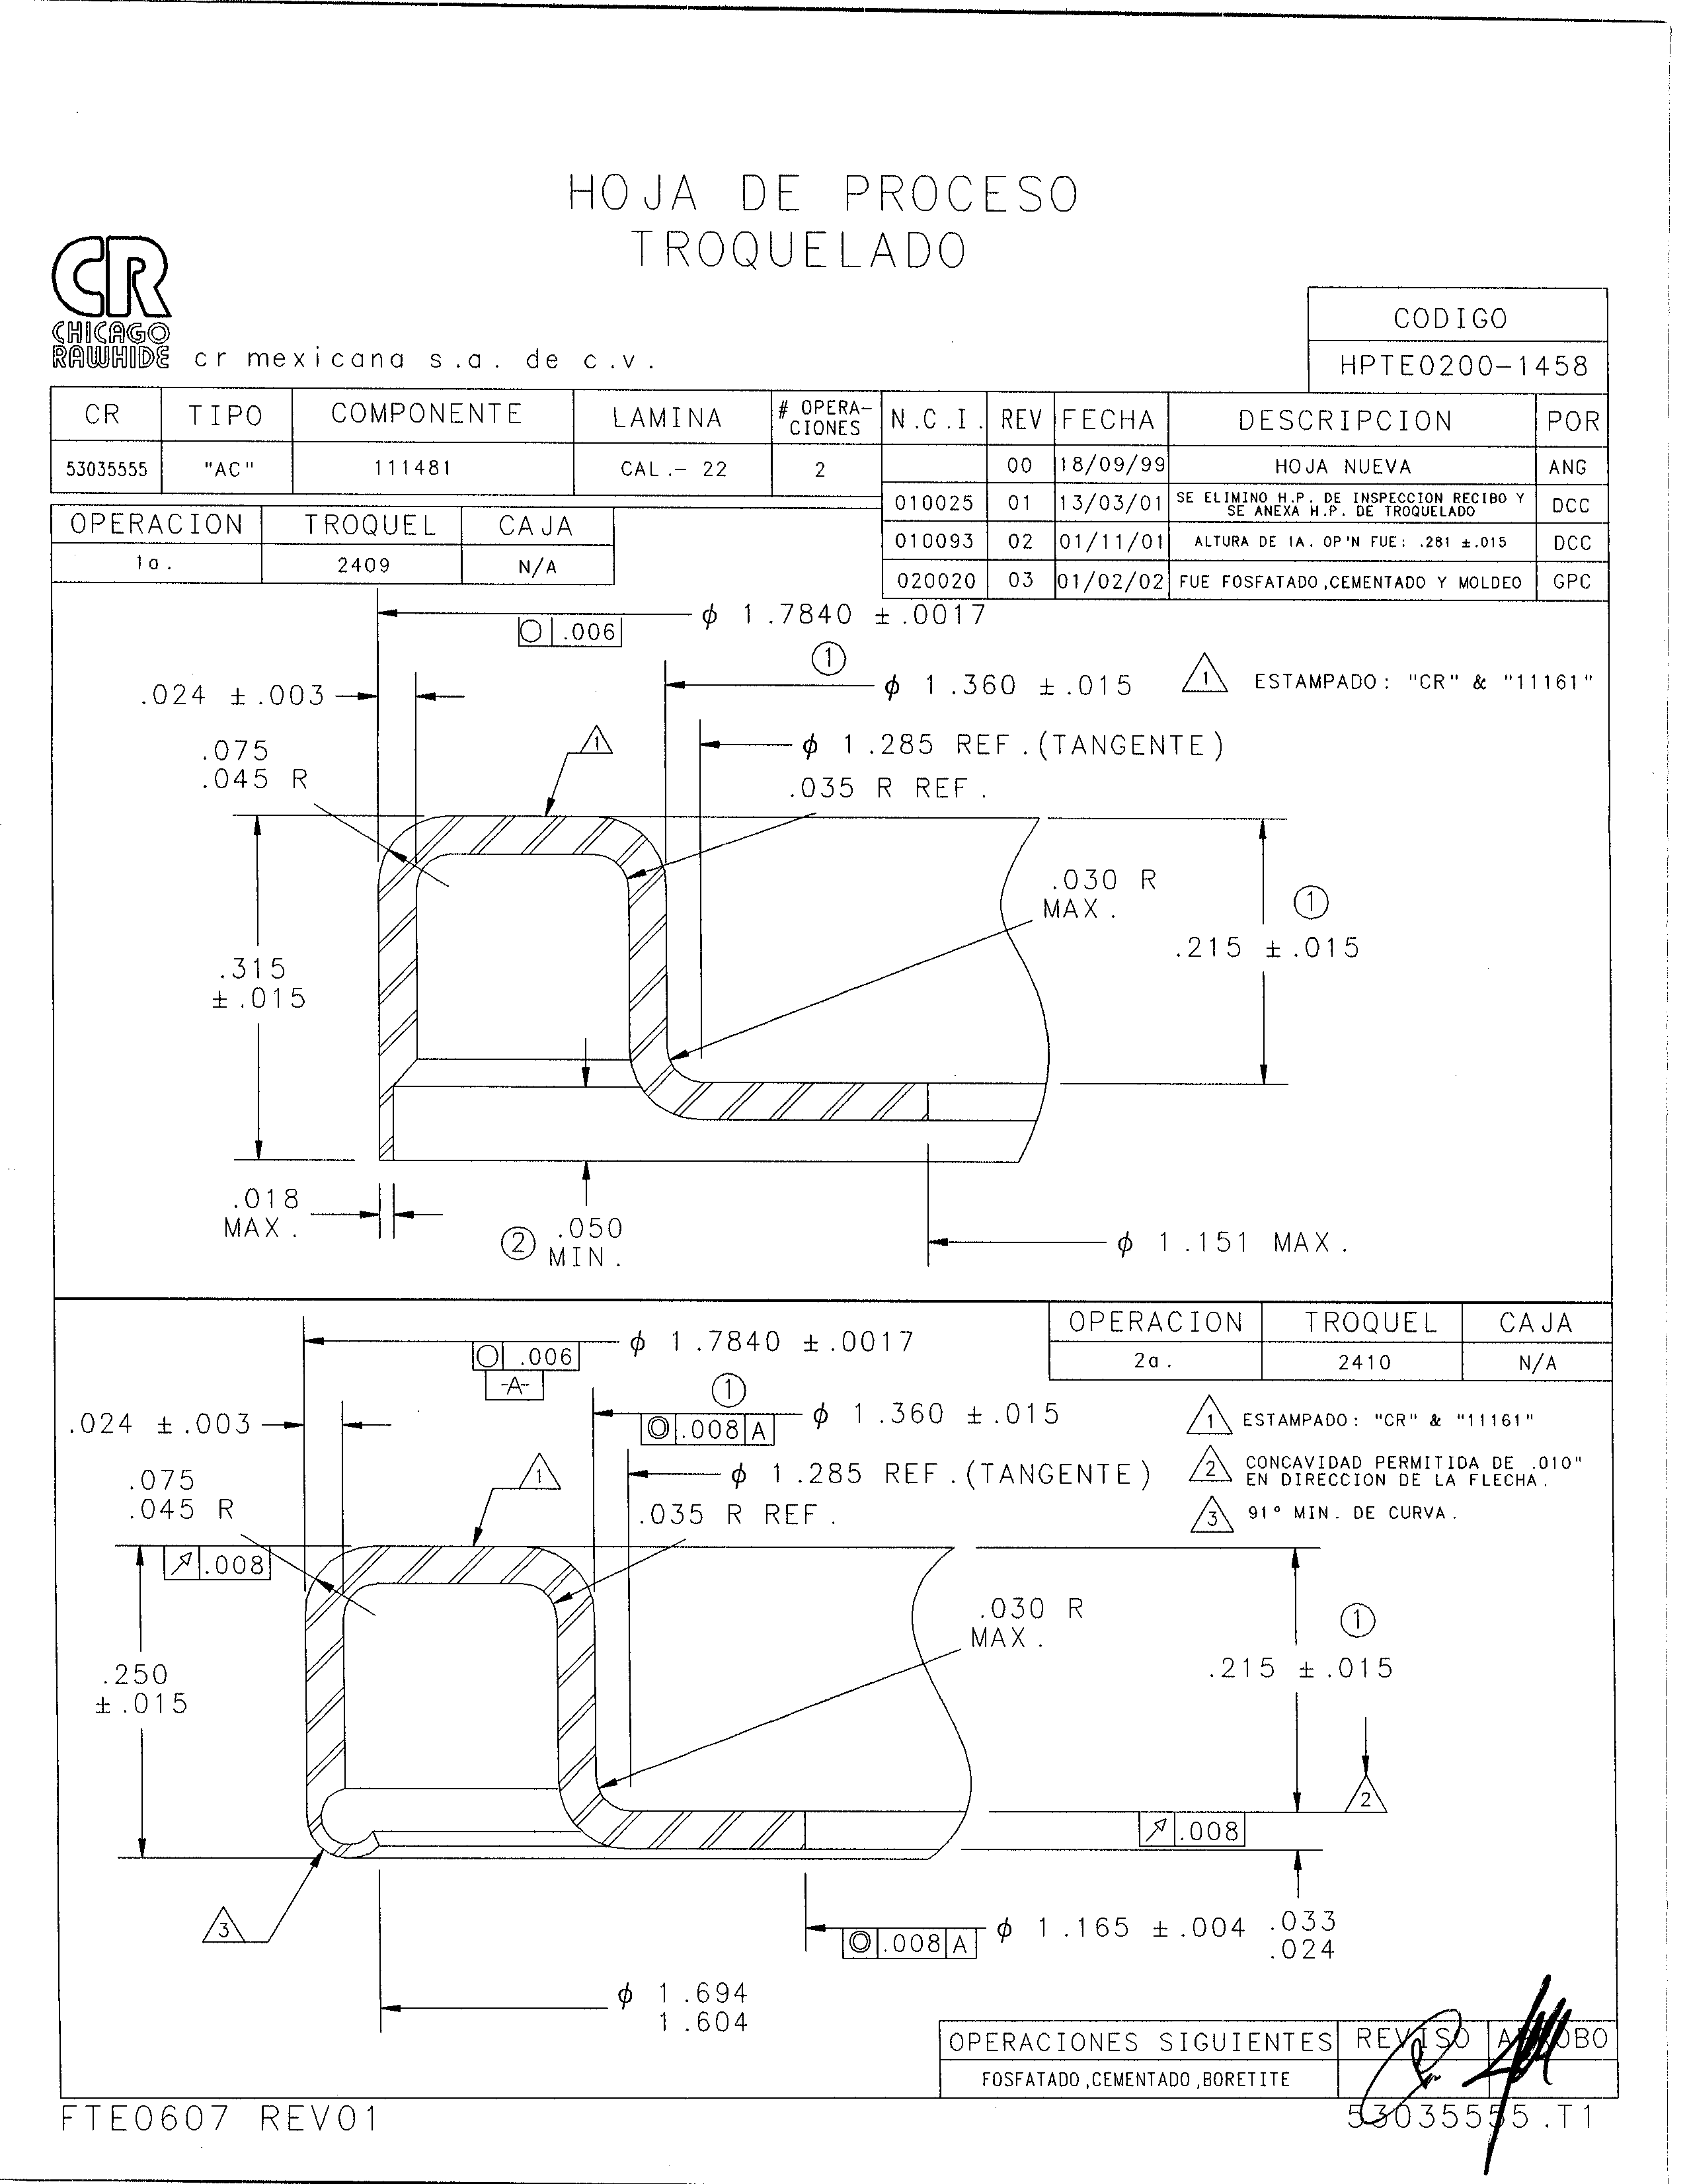 HOJA DE PROCESO
TROQUELADO
CR
CHICAGO
RAWHIDE
cr mexicana s.a. de c.v.
CODIGO
HPTE0200-1458
CR TIPO COMPONENTE LAMINA # OPERA-CIONES N.C.I. REV FECHA DESCRIPCION POR
53035555 "AC" 111481 CAL.- 22 2 00 18/09/99 HOJA NUEVA ANG
010025 01 13/03/01 SE ELIMINO H.P. DE INSPECCION RECIBO Y
SE ANEXA H.P. DE TROQUELADO DCC
010093 02 01/11/01 ALTURA DE 1A. OP'N FUE: .281 ±.015 DCC
020020 03 01/02/02 FUE FOSFATADO,CEMENTADO Y MOLDEO GPC
OPERACION TROQUEL CAJA
1a. 2409 N/A
ϕ 1.7840 ±.0017
.006
1
ϕ 1.360 ±.015
1 ESTAMPADO: "CR" & "11161"
.024 ±.003
1
ϕ 1.285 REF.(TANGENTE)
.075
.045 R
.035 R REF.
.030 R
MAX.
1
.215 ±.015
.315
±.015
.018
MAX.
2 .050
MIN.
ϕ 1.151 MAX.
OPERACION TROQUEL CAJA
2a. 2410 N/A
ϕ 1.7840 ±.0017
.006
-A-
1
.008 A
ϕ 1.360 ±.015
1 ESTAMPADO: "CR" & "11161"
2 CONCAVIDAD PERMITIDA DE .010"
EN DIRECCION DE LA FLECHA.
3 91° MIN. DE CURVA.
.024 ±.003
1
ϕ 1.285 REF.(TANGENTE)
.075
.045 R
.035 R REF.
.008
.030 R
MAX.
1
.215 ±.015
.250
±.015
2
.008
3
.008 A
ϕ 1.165 ±.004
.033
.024
ϕ 1.694
1.604
OPERACIONES SIGUIENTES REVISO APROBO
FOSFATADO,CEMENTADO,BORETITE
FTE0607 REV01
53035555.T1